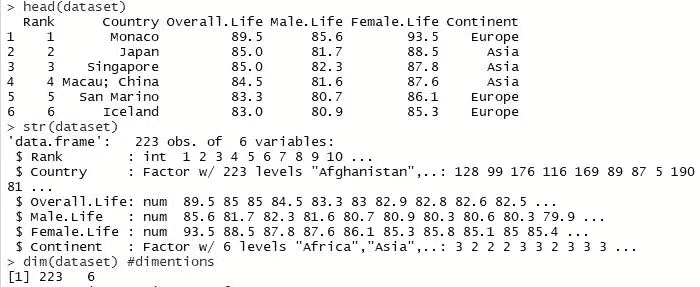 > head(dataset)
Rank Country Overall.Life Male.Life Female.Life Continent
1 1 Monaco 89.5 85.6 93.5 Europe
2 2 Japan 85.0 81.7 88.5 Asia
3 3 Singapore 85.0 82.3 87.8 Asia
4 4 Macau; China 84.5 81.6 87.6 Asia
5 5 San Marino 83.3 80.7 86.1 Europe
6 6 Iceland 83.0 80.9 85.3 Europe
> str(dataset)
'data.frame': 223 obs. of 6 variables:
$ Rank : int 1 2 3 4 5 6 7 8 9 10 ...
$ Country : Factor w/ 223 levels "Afghanistan",..: 128 99 176 116 169 89 87 5 190
81 ...
$ Overall.Life: num 89.5 85 85 84.5 83.3 83 82.9 82.8 82.6 82.5 ...
$ Male.Life : num 85.6 81.7 82.3 81.6 80.7 80.9 80.3 80.6 80.3 79.9 ...
$ Female.Life : num 93.5 88.5 87.8 87.6 86.1 85.3 85.8 85.1 85 85.4 ...
$ Continent : Factor w/ 6 levels "Africa","Asia",..: 3 2 2 2 3 3 2 3 3 3 ...
> dim(dataset) #dimentions
[1] 223 6